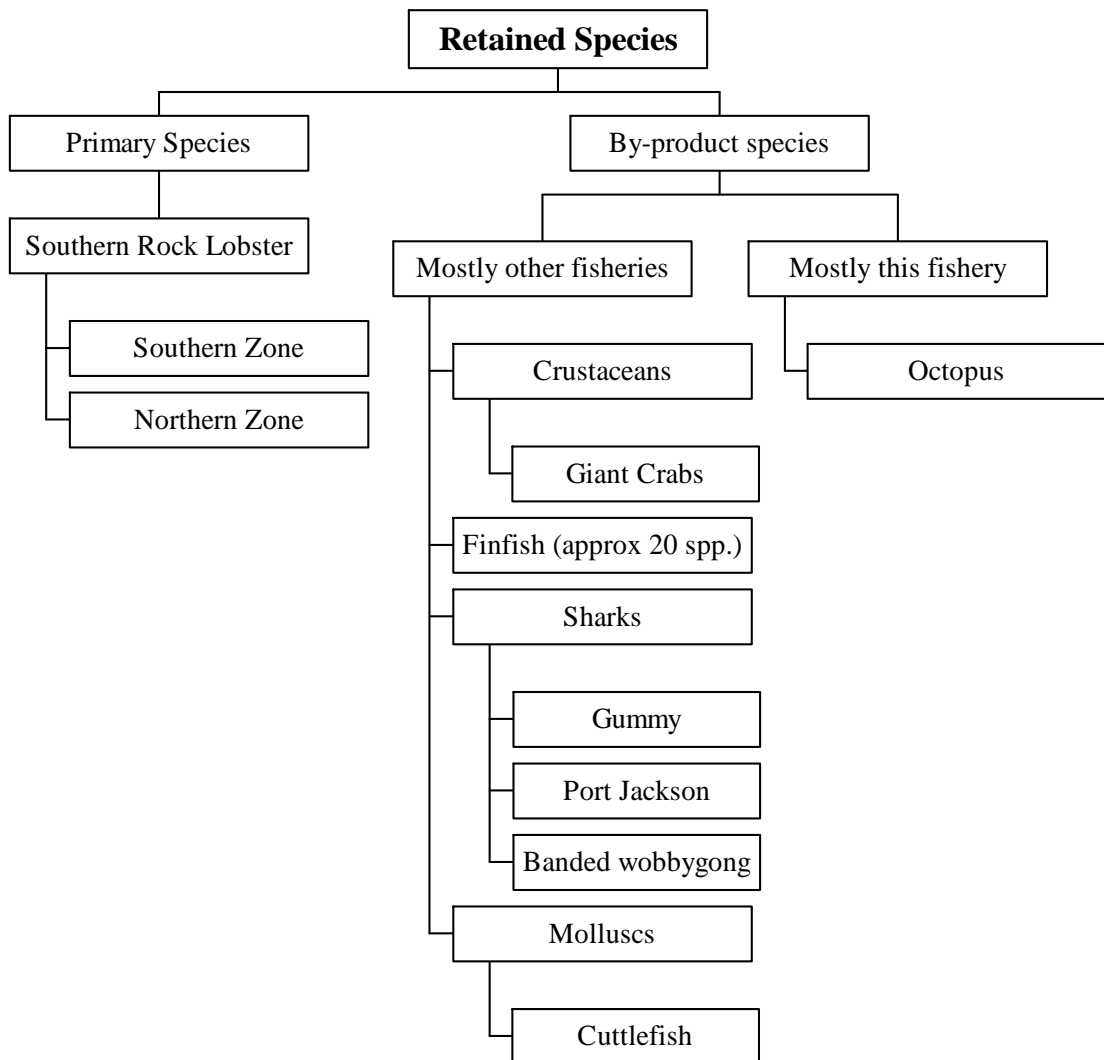 Retained Species
Primary Species
By-product species
Southern Rock Lobster
Mostly other fisheries
Mostly this fishery
Southern Zone
Crustaceans
Octopus
Northern Zone
Giant Crabs
Finfish (approx 20 spp.)
Sharks
Gummy
Port Jackson
Banded wobbygong
Molluscs
Cuttlefish